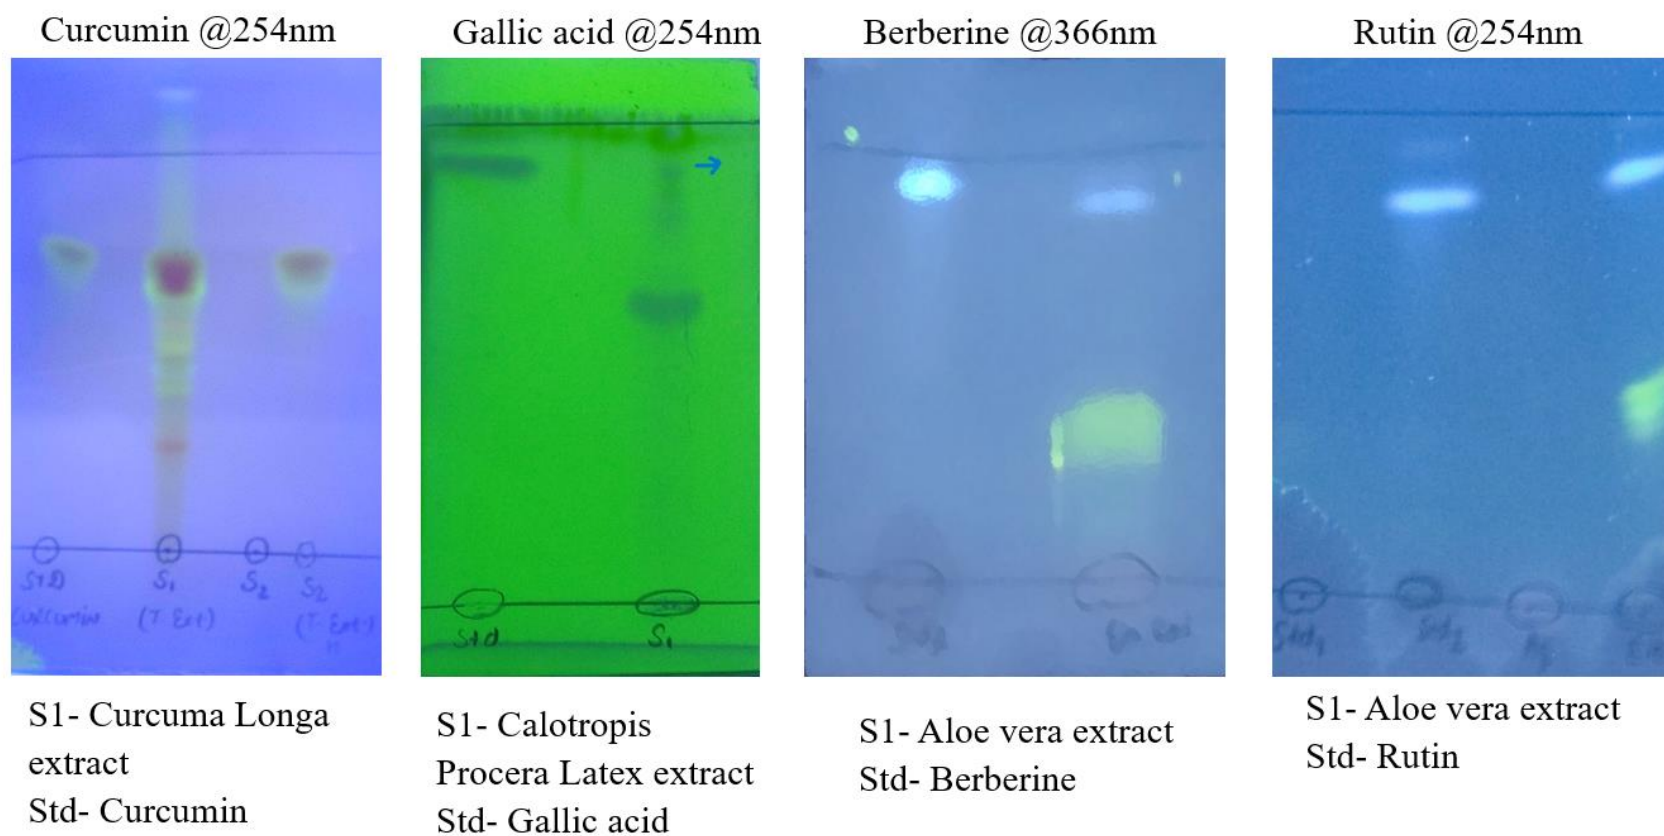 Curcumin @254nm
Gallic acid @254nm
Berberine @366nm
Rutin @254nm
STD
S1
S2
S2
Curcumin
(T. Ext)
(T. Ext)
Std
S1
Std1
Std2
S1- Curcuma Longa
extract
Std- Curcumin
S1- Calotropis
Procera Latex extract
Std- Gallic acid
S1- Aloe vera extract
Std- Berberine
S1- Aloe vera extract
Std- Rutin